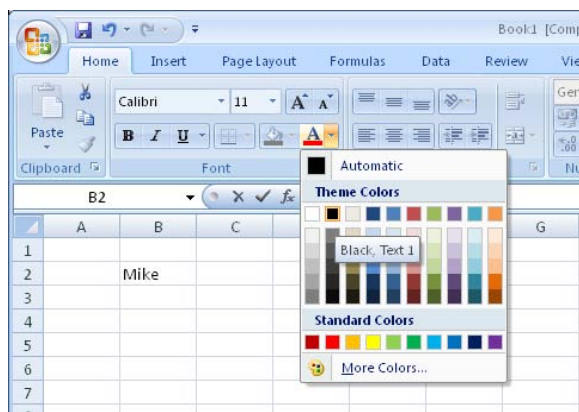 Book1 [Comp
Home Insert Page Layout Formulas Data Review Vie
Paste
Calibri 11 A A Gen
B I U A
.00
Clipboard Font Nu
B2 fx
Automatic
Theme Colors
Black, Text 1
Standard Colors
More Colors...
A B C G
1
2 Mike
3
4
5
6
7